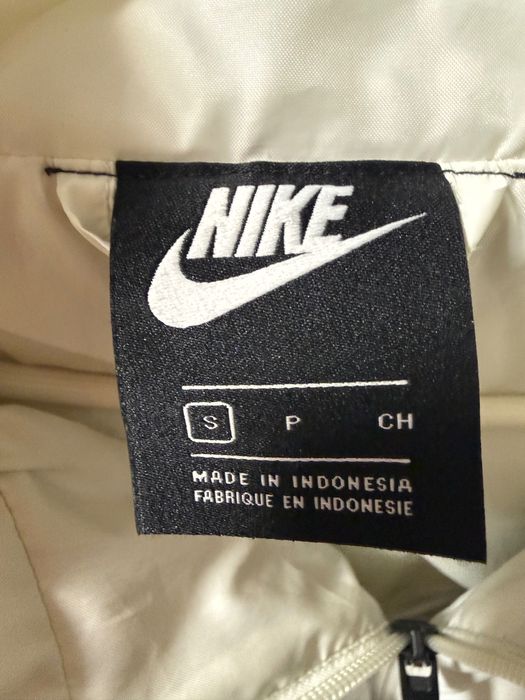 NIKE
S P CH
MADE IN INDONESIA
FABRIQUE EN INDONESIE